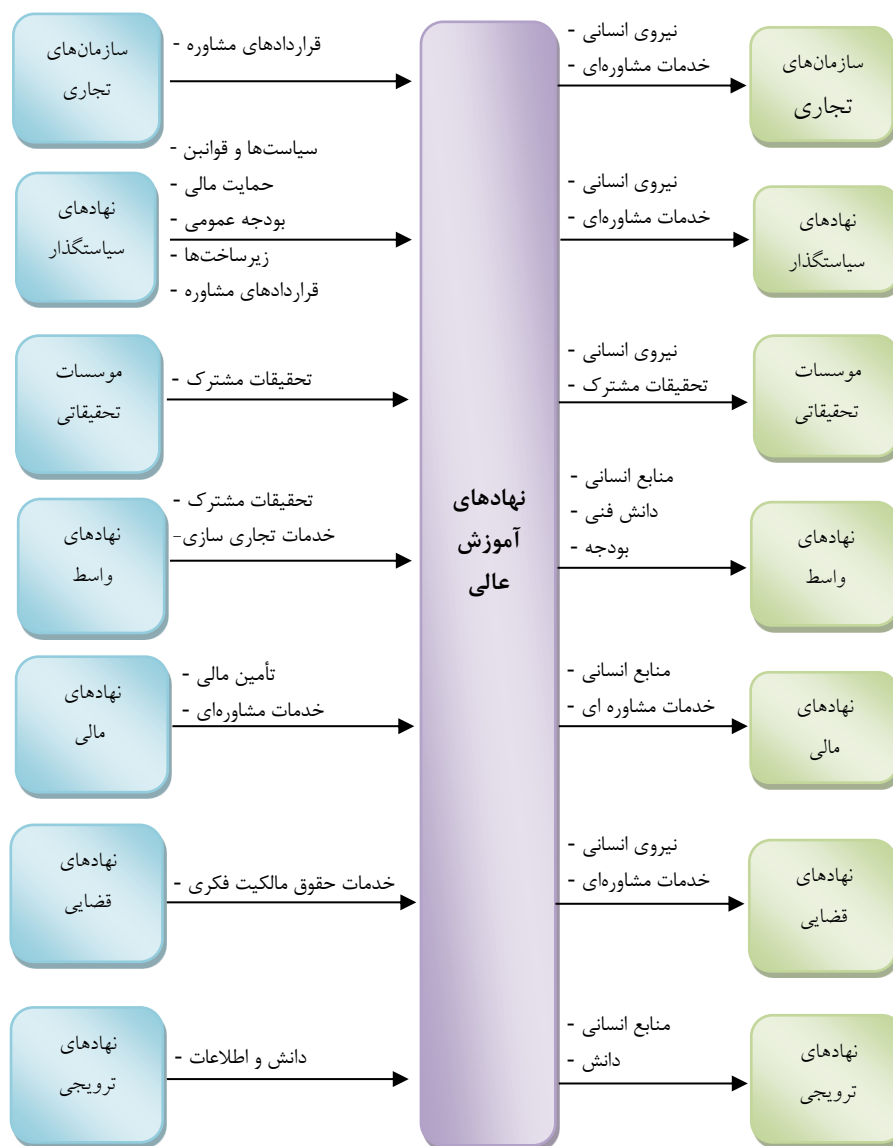 سازمان‌های
تجاری
- قراردادهای مشاوره
نهادهای
سیاستگذار
- سیاست‌ها و قوانبن
- حمایت مالی
- بودجه عمومی
- زیرساخت‌ها
- قراردادهای مشاوره
موسسات
تحقیقاتی
- تحقیقات مشترک
نهادهای
واسط
- تحقیقات مشترک
-خدمات تجاری سازی
نهادهای
مالی
- تأمین مالی
- خدمات مشاوره‌ای
نهادهای
قضایی
- خدمات حقوق مالکیت فکری
نهادهای
ترویجی
- دانش و اطلاعات
نهادهای
آموزش
عالی
- نیروی انسانی
- خدمات مشاوره‌ای
سازمان‌های
تجاری
- نیروی انسانی
- خدمات مشاوره‌ای
نهادهای
سیاستگذار
- نیروی انسانی
- تحقیقات مشترک
موسسات
تحقیقاتی
- منابع انسانی
- دانش فنی
- بودجه
نهادهای
واسط
- منابع انسانی
- خدمات مشاوره ای
نهادهای
مالی
- نیروی انسانی
- خدمات مشاوره‌ای
نهادهای
قضایی
- منابع انسانی
- دانش
نهادهای
ترویجی